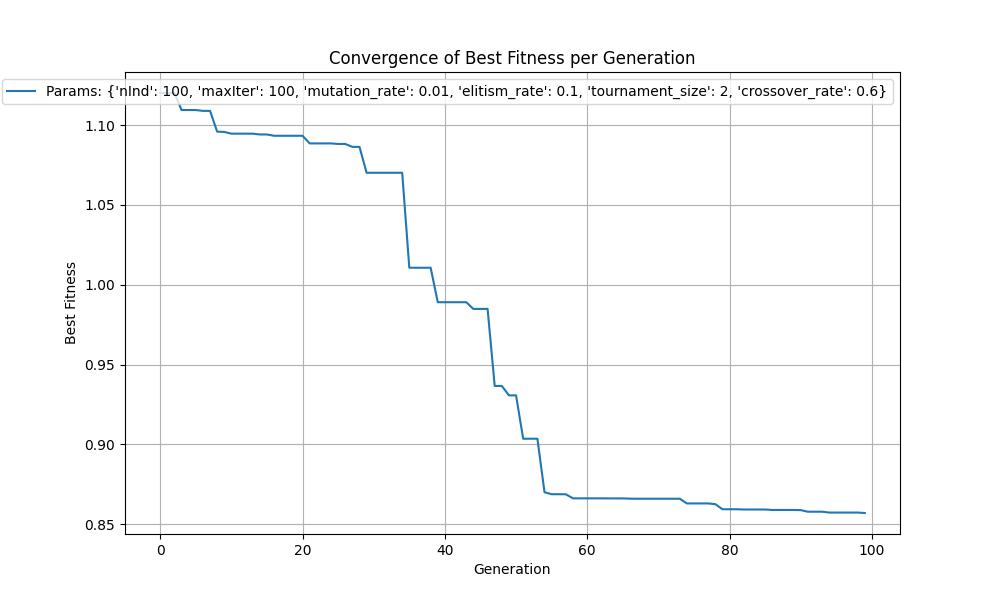 Convergence of Best Fitness per Generation
Params: {'nInd': 100, 'maxIter': 100, 'mutation_rate': 0.01, 'elitism_rate': 0.1, 'tournament_size': 2, 'crossover_rate': 0.6}
1.10
1.05
1.00
0.95
0.90
0.85
Best Fitness
0 20 40 60 80 100
Generation